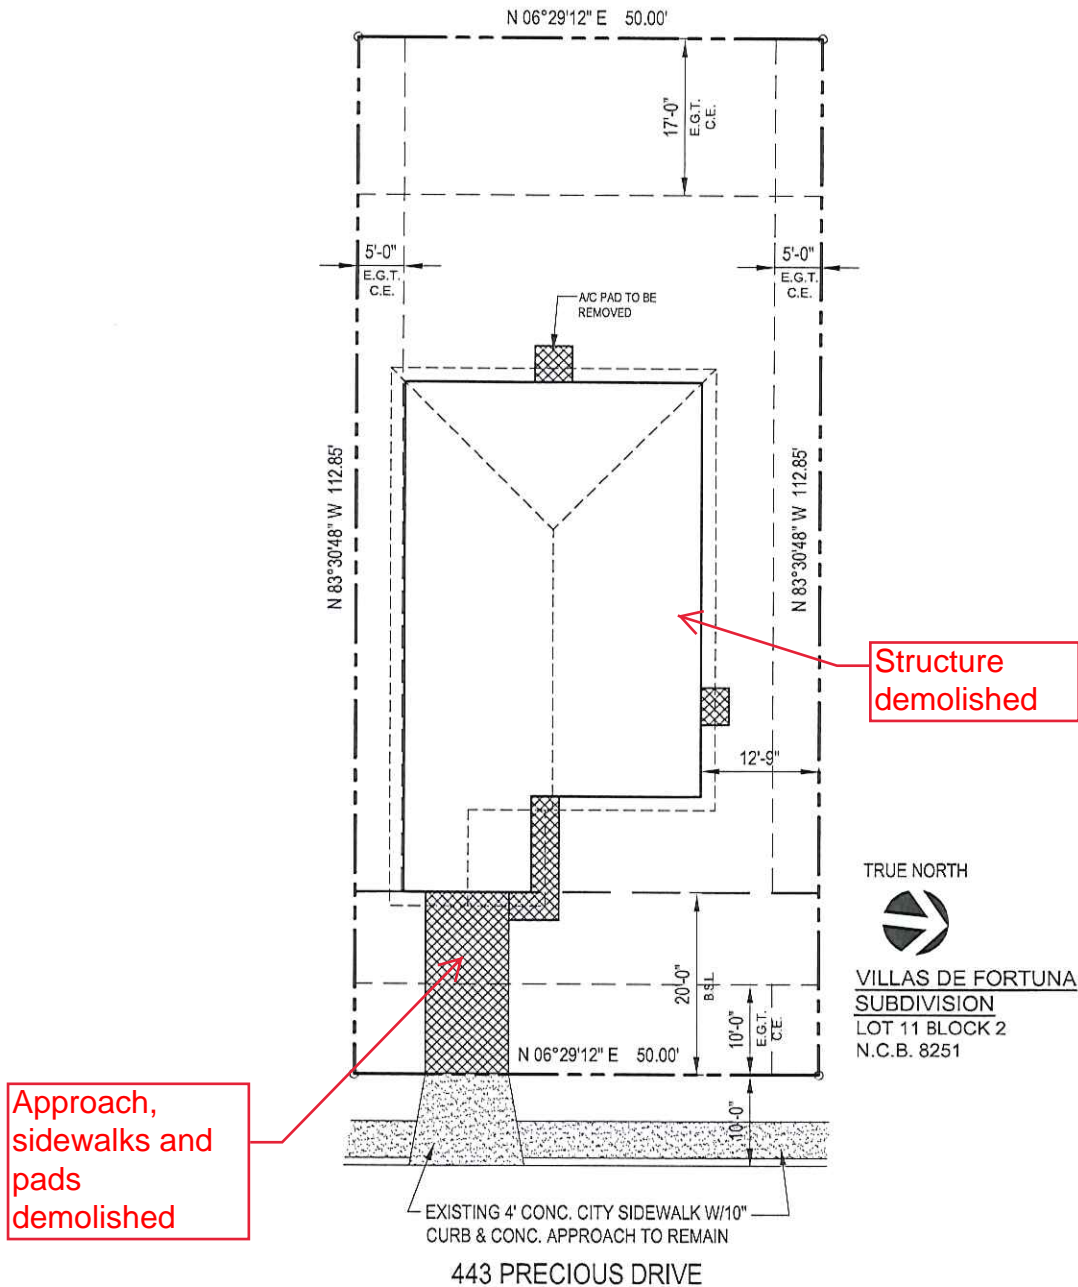 N 06°29'12" E 50.00'
17'-0"
E.G.T.
C.E.
5'-0"
E.G.T.
C.E.
5'-0"
E.G.T.
C.E.
A/C PAD TO BE
REMOVED
N 83°30'48" W 112.85'
N 83°30'48" W 112.85'
Structure
demolished
12'-9"
TRUE NORTH
VILLAS DE FORTUNA
SUBDIVISION
LOT 11 BLOCK 2
N.C.B. 8251
20'-0"
B.S.L.
10'-0"
E.G.T.
C.E.
N 06°29'12" E 50.00'
10'-0"
Approach,
sidewalks and
pads
demolished
EXISTING 4' CONC. CITY SIDEWALK W/10"
CURB & CONC. APPROACH TO REMAIN
443 PRECIOUS DRIVE